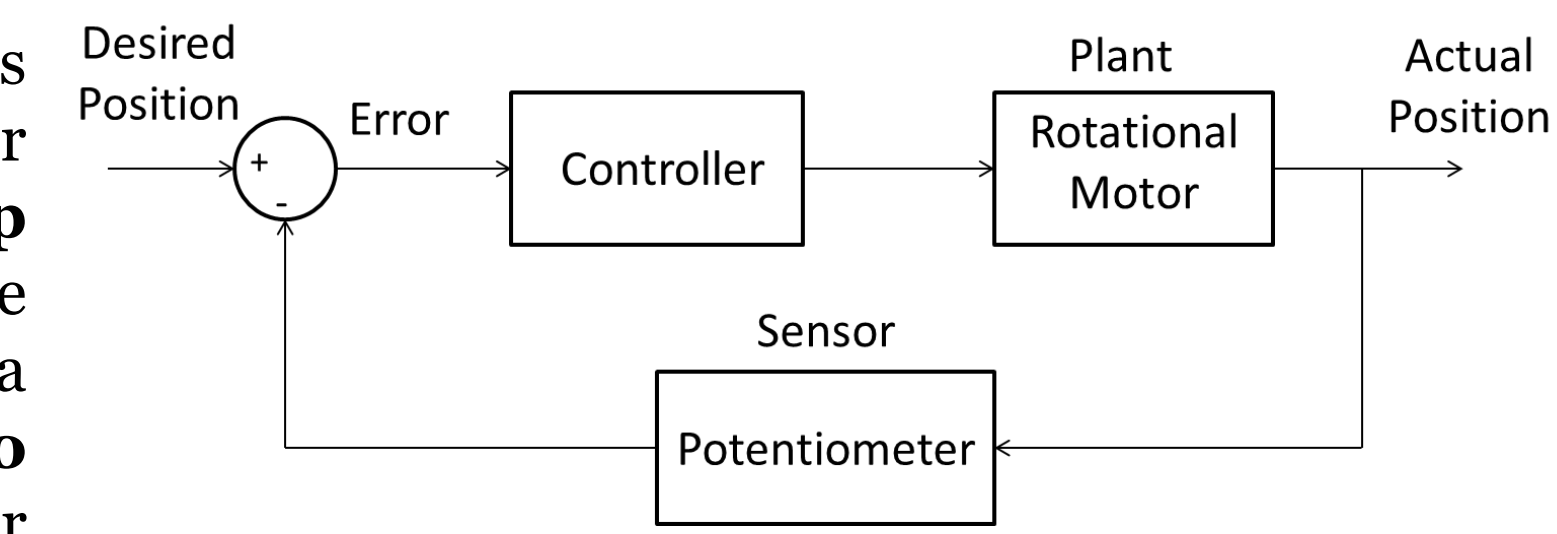 s
r
p
e
a
o
r
Desired
Position
Error
+
-
Controller
Plant
Rotational
Motor
Actual
Position
Sensor
Potentiometer